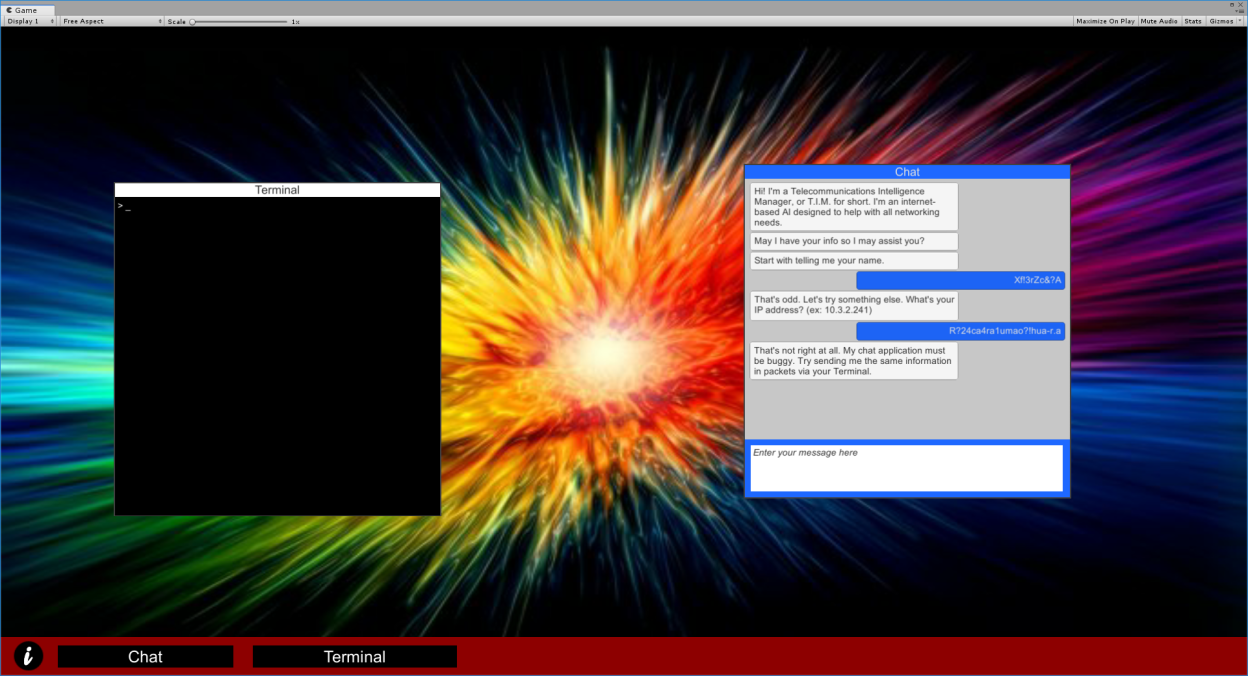 Game
Display 1 Free Aspect Scale 1x Maximize On Play Mute Audio Stats Gizmos
Terminal
> _
Chat
Hi! I'm a Telecommunications Intelligence
Manager, or T.I.M. for short. I'm an internet-
based AI designed to help with all networking
needs.
May I have your info so I may assist you?
Start with telling me your name.
Xf!3rZc&?A
That's odd. Let's try something else. What's your
IP address? (ex: 10.3.2.241)
R?24ca4ra1umao?!hua-r.a
That's not right at all. My chat application must
be buggy. Try sending me the same information
in packets via your Terminal.
Enter your message here
i Chat Terminal